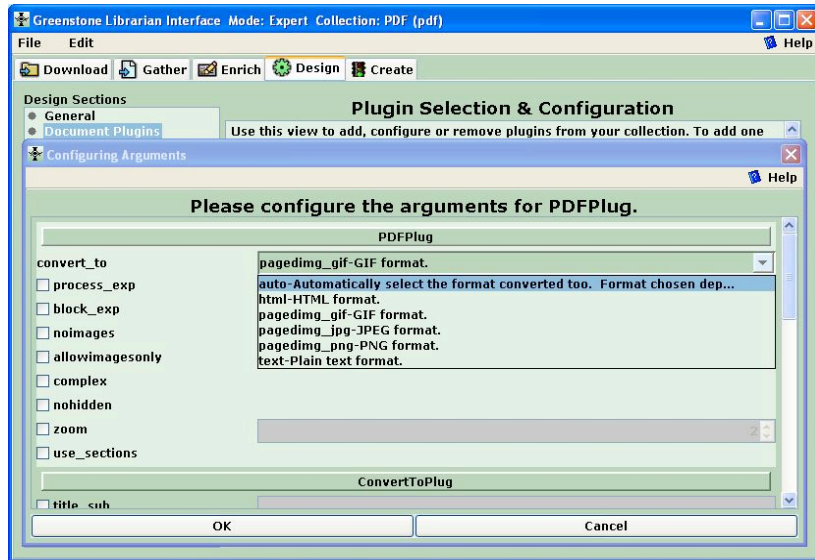 Greenstone Librarian Interface  Mode: Expert  Collection: PDF (pdf)
File Edit Help
Download Gather Enrich Design Create
Design Sections
General
Document Plugins
Plugin Selection & Configuration
Use this view to add, configure or remove plugins from your collection. To add one
Configuring Arguments
Help
Please configure the arguments for PDFPlug.
PDFPlug
convert_to pagedimg_gif-GIF format.
auto-Automatically select the format converted too.  Format chosen dep...
html-HTML format.
pagedimg_gif-GIF format.
pagedimg_jpg-JPEG format.
pagedimg_png-PNG format.
text-Plain text format.
process_exp
block_exp
noimages
allowimagesonly
complex
nohidden
zoom 2
use_sections
ConvertToPlug
title_sub
OK Cancel